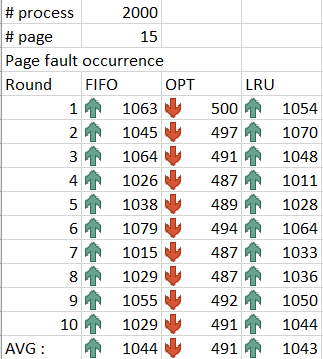 # process 2000
# page 15
Page fault occurrence
Round FIFO OPT LRU
1 1063 500 1054
2 1045 497 1070
3 1064 491 1048
4 1026 487 1011
5 1038 489 1028
6 1079 494 1064
7 1015 487 1033
8 1029 487 1036
9 1055 492 1050
10 1029 491 1044
AVG : 1044 491 1043